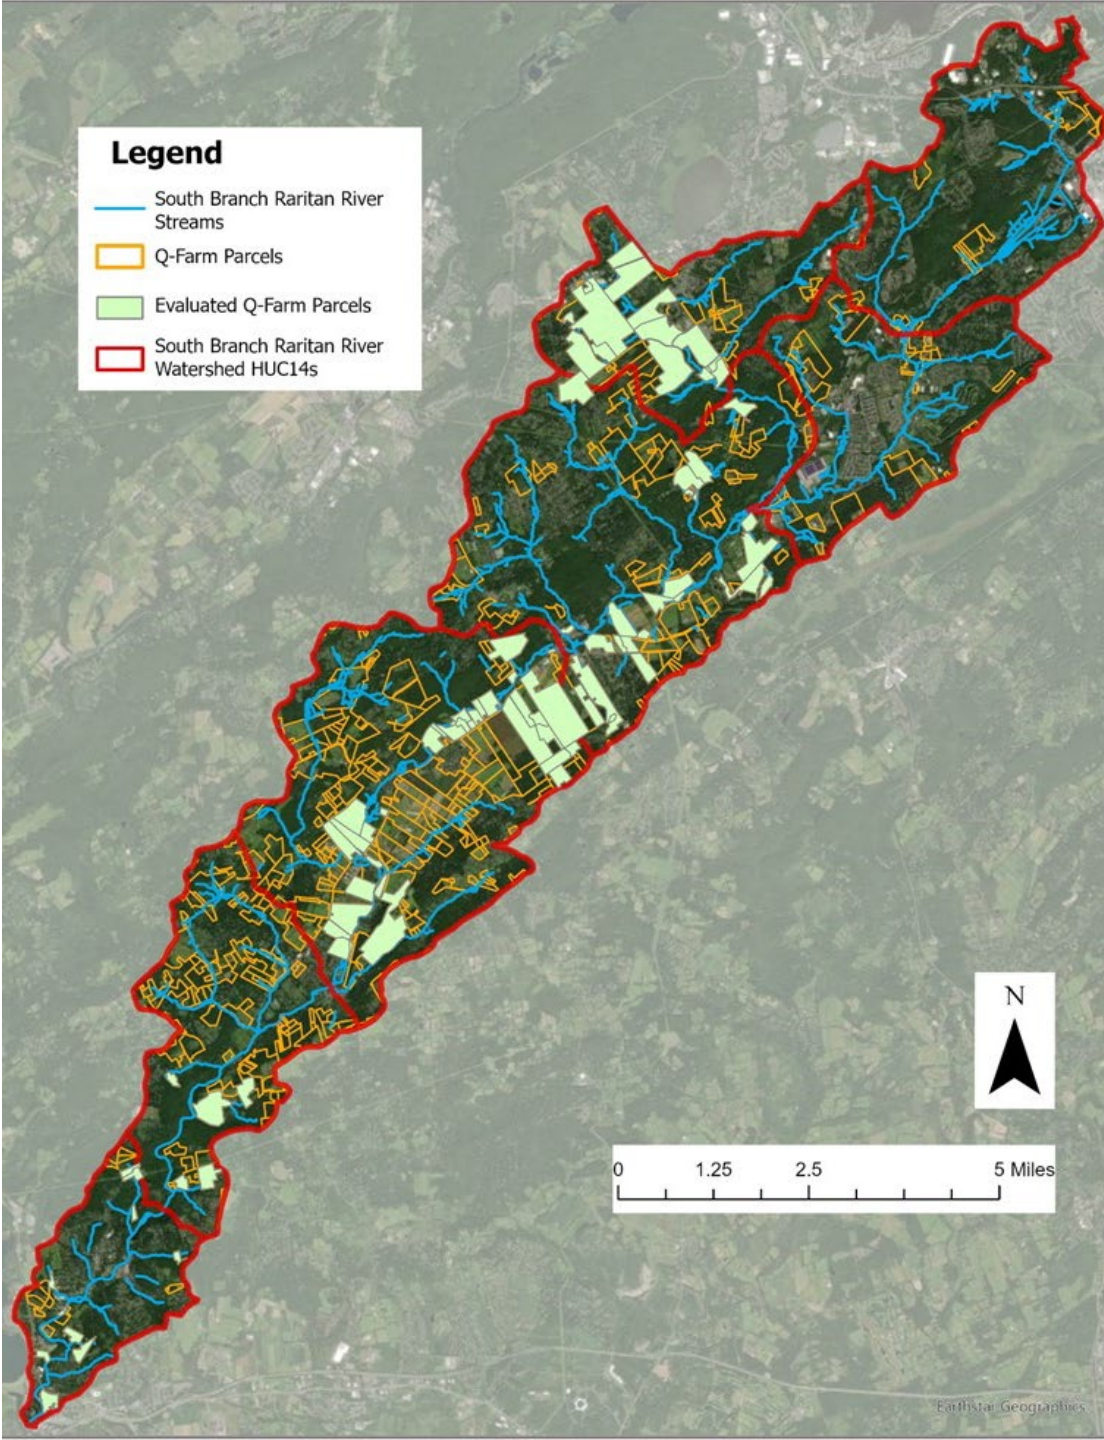 Legend
South Branch Raritan River
Streams
Q-Farm Parcels
Evaluated Q-Farm Parcels
South Branch Raritan River
Watershed HUC14s
N
0 1.25 2.5 5 Miles
Earthstar Geographics